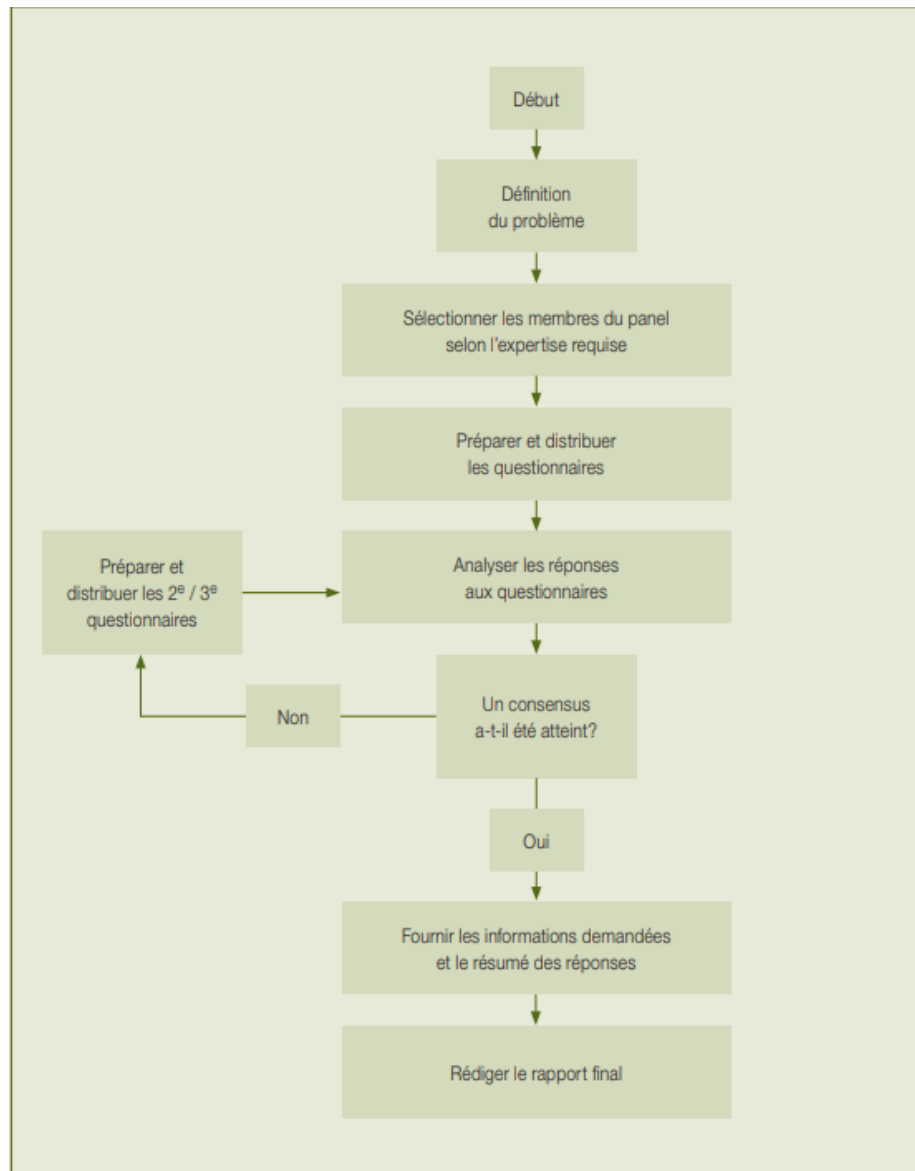 Début
Définition
du problème
Sélectionner les membres du panel
selon l'expertise requise
Préparer et distribuer
les questionnaires
Préparer et
distribuer les 2e / 3e
questionnaires
Analyser les réponses
aux questionnaires
Un consensus
a-t-il été atteint?
Non
Oui
Fournir les informations demandées
et le résumé des réponses
Rédiger le rapport final